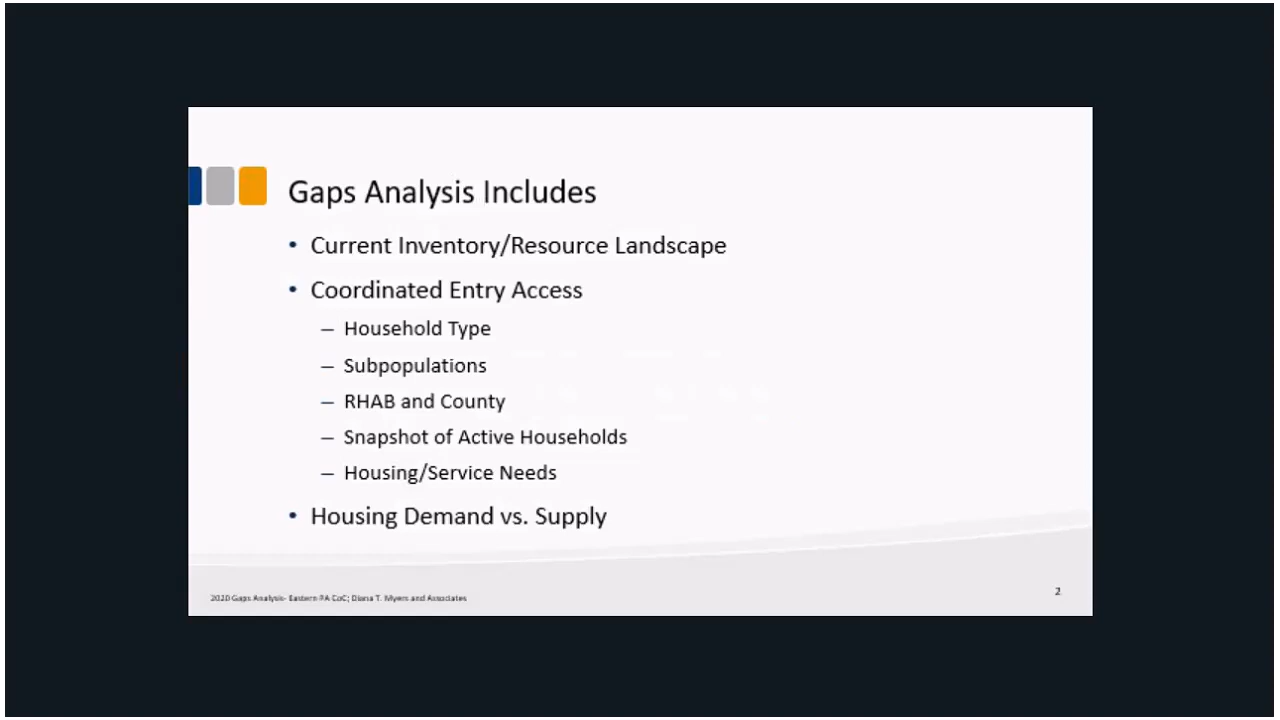 Gaps Analysis Includes
• Current Inventory/Resource Landscape
• Coordinated Entry Access
– Household Type
– Subpopulations
– RHAB and County
– Snapshot of Active Households
– Housing/Service Needs
• Housing Demand vs. Supply
2020 Gaps Analysis- Eastern PA CoC; Diana T. Myers and Associates
2